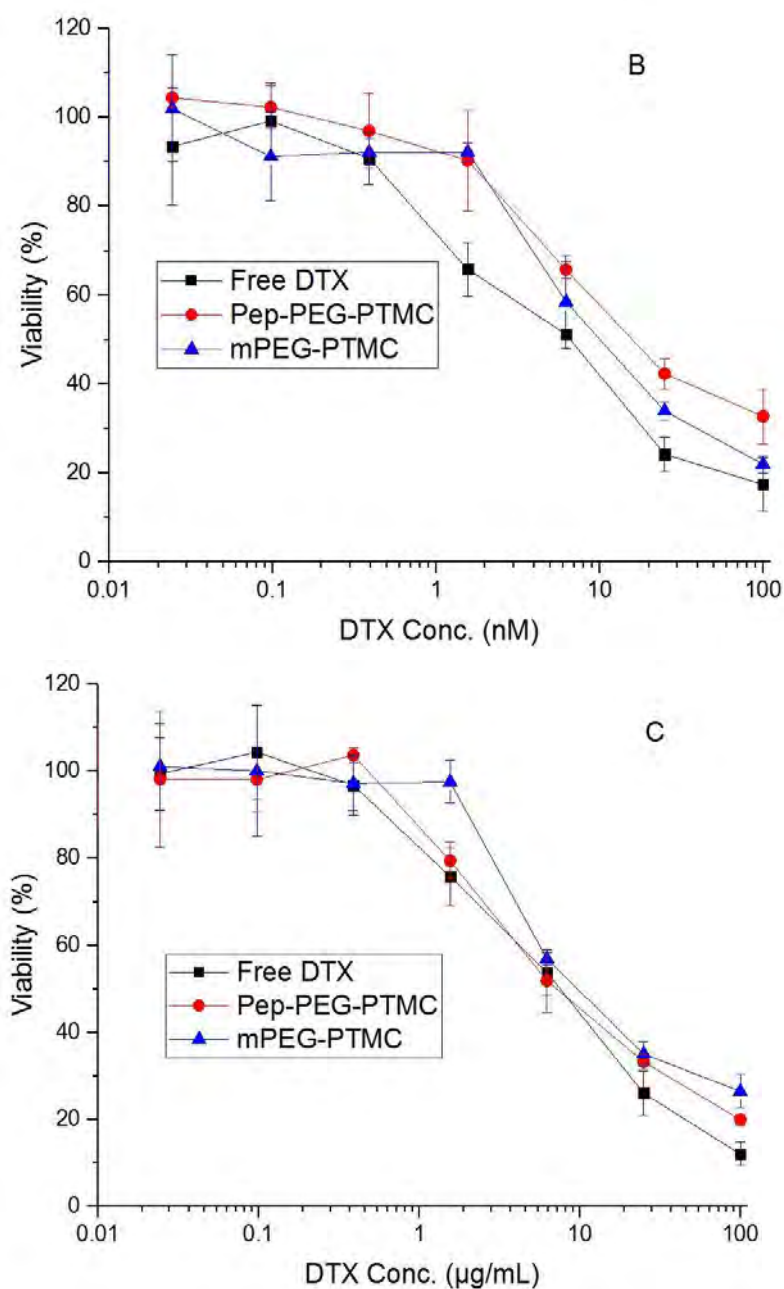 120
B
100
80
Viability (%)
60
Free DTX
Pep-PEG-PTMC
mPEG-PTMC
40
20
0
0.01 0.1 1 10 100
DTX Conc. (nM)
120
C
100
80
Viability (%)
60
Free DTX
Pep-PEG-PTMC
mPEG-PTMC
40
20
0
0.01 0.1 1 10 100
DTX Conc. (µg/mL)